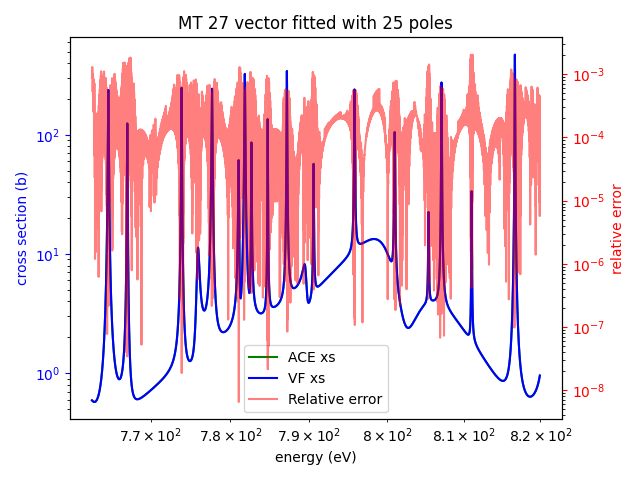 MT 27 vector fitted with 25 poles
cross section (b)
10²
10¹
10⁰
10⁻³
10⁻⁴
10⁻⁵
10⁻⁶
10⁻⁷
10⁻⁸
relative error
ACE xs
VF xs
Relative error
7.7 × 10² 7.8 × 10² 7.9 × 10² 8 × 10² 8.1 × 10² 8.2 × 10²
energy (eV)